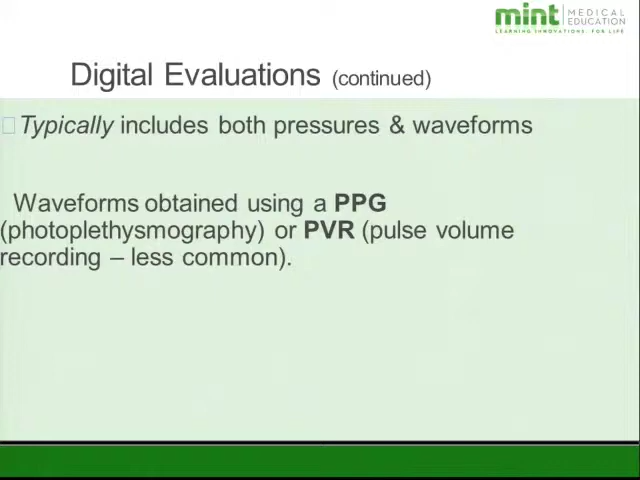 mint MEDICAL
EDUCATION
LEARNING INNOVATIONS. FOR LIFE
Digital Evaluations (continued)
Typically includes both pressures & waveforms
Waveforms obtained using a PPG
(photoplethysmography) or PVR (pulse volume
recording – less common).